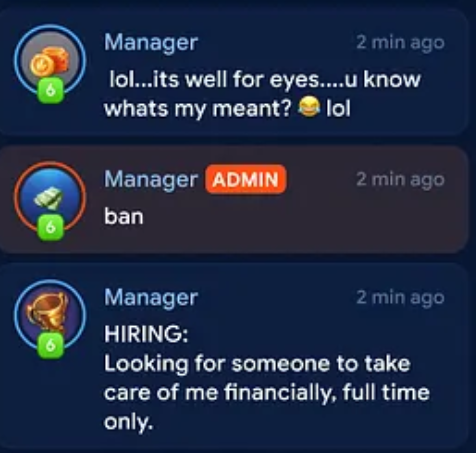 Manager 2 min ago
lol...its well for eyes....u know
whats my meant? 😂 lol
6
Manager ADMIN 2 min ago
ban
6
Manager 2 min ago
HIRING:
Looking for someone to take
care of me financially, full time
only.
6